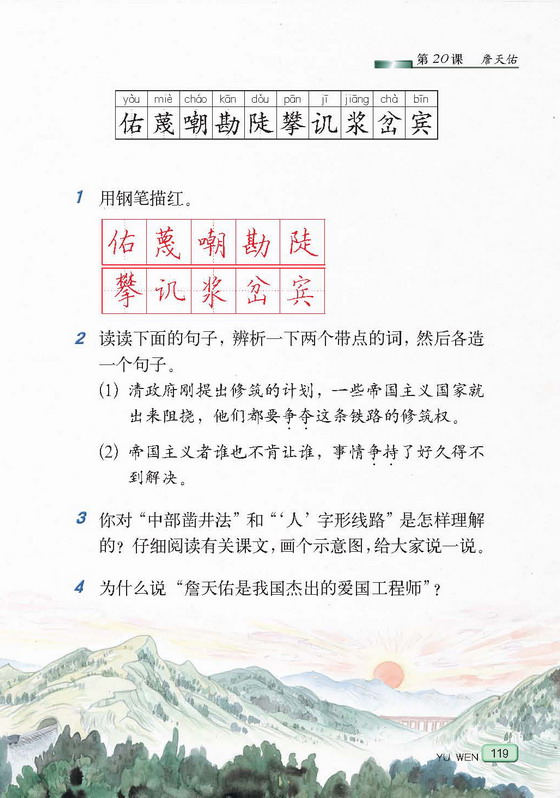 第20课 詹天佑
yòu miè cháo kān dǒu pān jī jiāng chà bīn
佑 蔑 嘲 勘 陡 攀 讥 浆 岔 宾
1 用钢笔描红。
佑 蔑 嘲 勘 陡
攀 讥 浆 岔 宾
2 读读下面的句子，辨析一下两个带点的词，然后各造
一个句子。
(1) 清政府刚提出修筑的计划，一些帝国主义国家就
出来阻挠，他们都要争夺这条铁路的修筑权。
(2) 帝国主义者谁也不肯让谁，事情争持了好久得不
到解决。
3 你对“中部凿井法”和“‘人’字形线路”是怎样理解
的？仔细阅读有关课文，画个示意图，给大家说一说。
4 为什么说“詹天佑是我国杰出的爱国工程师”？
YU WEN 119